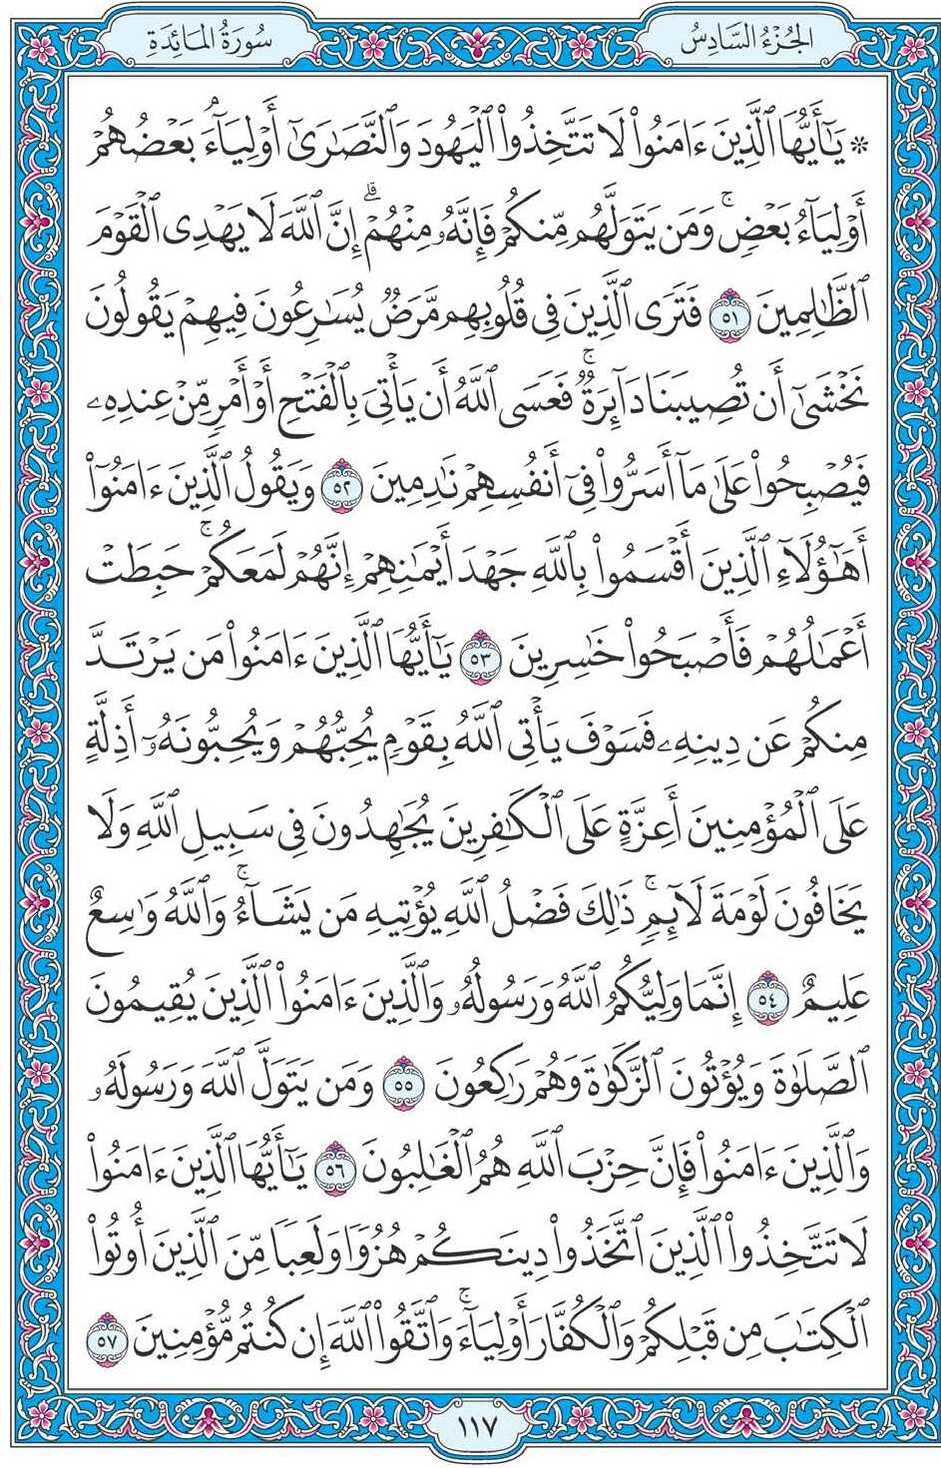 الجُزْءُ السَّادِسُ
سُورَةُ المَائِدَةِ
۞ يَٰٓأَيُّهَا ٱلَّذِينَ ءَامَنُوا۟ لَا تَتَّخِذُوا۟ ٱلْيَهُودَ وَٱلنَّصَٰرَىٰٓ أَوْلِيَآءَۘ بَعْضُهُمْ
أَوْلِيَآءُ بَعْضٍۚ وَمَن يَتَوَلَّهُم مِّنكُمْ فَإِنَّهُۥ مِنْهُمْۗ إِنَّ ٱللَّهَ لَا يَهْدِى ٱلْقَوْمَ
ٱلظَّٰلِمِينَ ٥١ فَتَرَى ٱلَّذِينَ فِى قُلُوبِهِم مَّرَضٌ يُسَٰرِعُونَ فِيهِمْ يَقُولُونَ
نَخْشَىٰٓ أَن تُصِيبَنَا دَآئِرَةٌۚ فَعَسَى ٱللَّهُ أَن يَأْتِىَ بِٱلْفَتْحِ أَوْ أَمْرٍ مِّنْ عِندِهِۦ
فَيُصْبِحُوا۟ عَلَىٰ مَآ أَسَرُّوا۟ فِىٓ أَنفُسِهِمْ نَٰدِمِينَ ٥٢ وَيَقُولُ ٱلَّذِينَ ءَامَنُوٓا۟
أَهَٰٓؤُلَآءِ ٱلَّذِينَ أَقْسَمُوا۟ بِٱللَّهِ جَهْدَ أَيْمَٰنِهِمْ إِنَّهُمْ لَمَعَكُمْۚ حَبِطَتْ
أَعْمَٰلُهُمْ فَأَصْبَحُوا۟ خَٰسِرِينَ ٥٣ يَٰٓأَيُّهَا ٱلَّذِينَ ءَامَنُوا۟ مَن يَرْتَدَّ
مِنكُمْ عَن دِينِهِۦ فَسَوْفَ يَأْتِى ٱللَّهُ بِقَوْمٍ يُحِبُّهُمْ وَيُحِبُّونَهُۥٓ أَذِلَّةٍ
عَلَى ٱلْمُؤْمِنِينَ أَعِزَّةٍ عَلَى ٱلْكَٰفِرِينَ يُجَٰهِدُونَ فِى سَبِيلِ ٱللَّهِ وَلَا
يَخَافُونَ لَوْمَةَ لَآئِمٍۚ ذَٰلِكَ فَضْلُ ٱللَّهِ يُؤْتِيهِ مَن يَشَآءُۚ وَٱللَّهُ وَٰسِعٌ
عَلِيمٌ ٥٤ إِنَّمَا وَلِيُّكُمُ ٱللَّهُ وَرَسُولُهُۥ وَٱلَّذِينَ ءَامَنُوا۟ ٱلَّذِينَ يُقِيمُونَ
ٱلصَّلَوٰةَ وَيُؤْتُونَ ٱلزَّكَوٰةَ وَهُمْ رَٰكِعُونَ ٥٥ وَمَن يَتَوَلَّ ٱللَّهَ وَرَسُولَهُۥ
وَٱلَّذِينَ ءَامَنُوا۟ فَإِنَّ حِزْبَ ٱللَّهِ هُمُ ٱلْغَٰلِبُونَ ٥٦ يَٰٓأَيُّهَا ٱلَّذِينَ ءَامَنُوا۟
لَا تَتَّخِذُوا۟ ٱلَّذِينَ ٱتَّخَذُوا۟ دِينَكُمْ هُزُوًا وَلَعِبًا مِّنَ ٱلَّذِينَ أُوتُوا۟
ٱلْكِتَٰبَ مِن قَبْلِكُمْ وَٱلْكُفَّارَ أَوْلِيَآءَۚ وَٱتَّقُوا۟ ٱللَّهَ إِن كُنتُم مُّؤْمِنِينَ ٥٧
١١٧